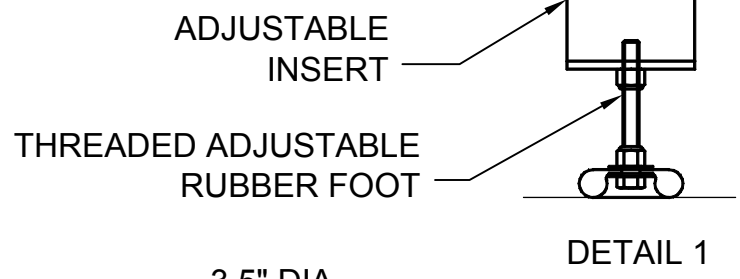 ADJUSTABLE
INSERT
THREADED ADJUSTABLE
RUBBER FOOT
DETAIL 1
3.5" DIA